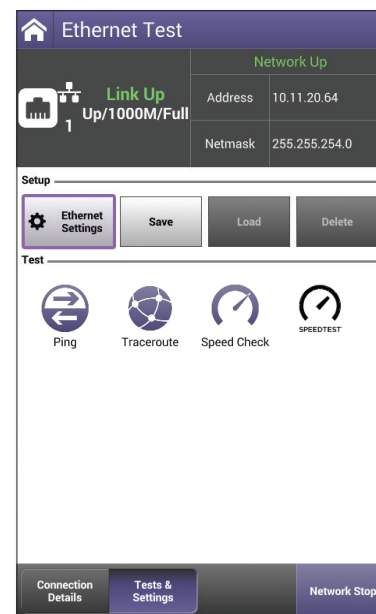 Ethernet Test
Network Up
1
Link Up
Up/1000M/Full
Address 10.11.20.64
Netmask 255.255.254.0
Setup
Ethernet
Settings
Save
Load
Delete
Test
Ping
Traceroute
Speed Check
SPEEDTEST
Connection
Details
Tests &
Settings
Network Stop